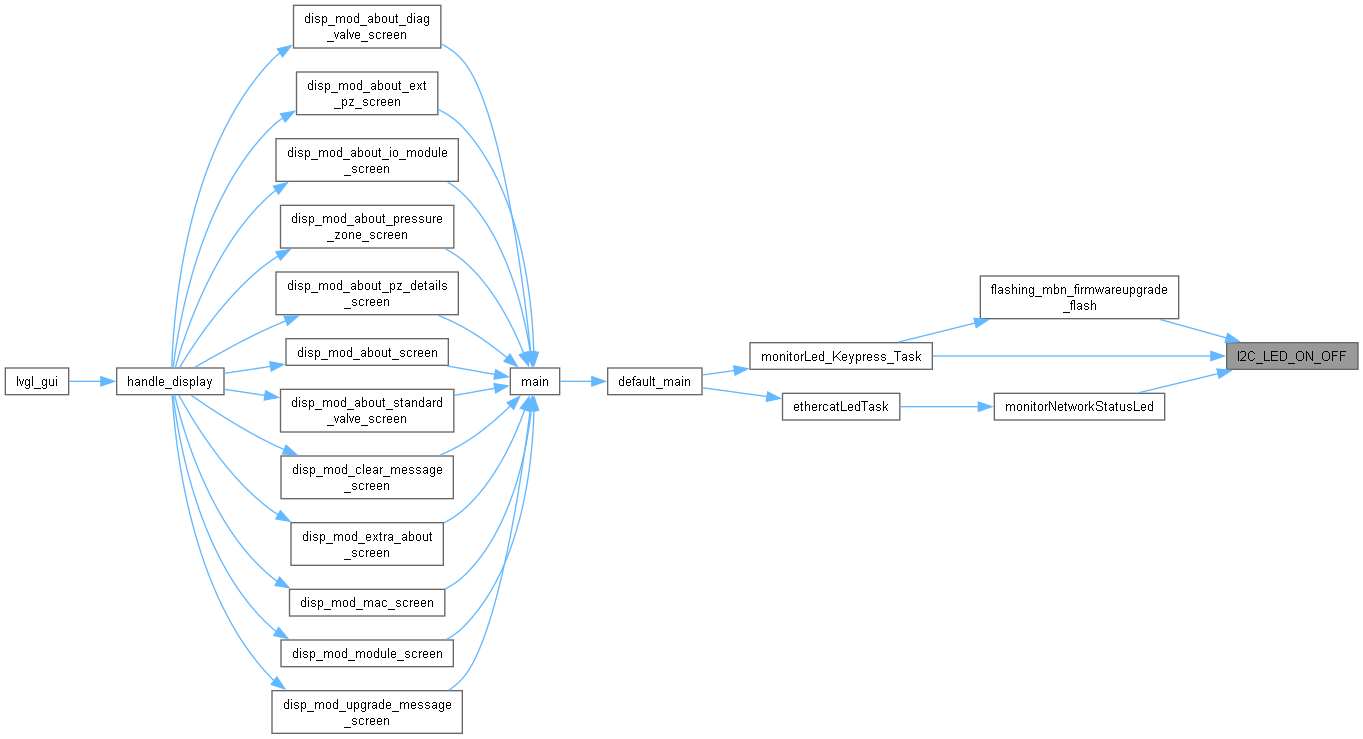 disp_mod_about_diag
_valve_screen
disp_mod_about_ext
_pz_screen
disp_mod_about_io_module
_screen
disp_mod_about_pressure
_zone_screen
disp_mod_about_pz_details
_screen
disp_mod_about_screen
disp_mod_about_standard
_valve_screen
disp_mod_clear_message
_screen
disp_mod_extra_about
_screen
disp_mod_mac_screen
disp_mod_module_screen
disp_mod_upgrade_message
_screen
lvgl_gui
handle_display
main
default_main
monitorLed_Keypress_Task
ethercatLedTask
flashing_mbn_firmwareupgrade
_flash
monitorNetworkStatusLed
I2C_LED_ON_OFF